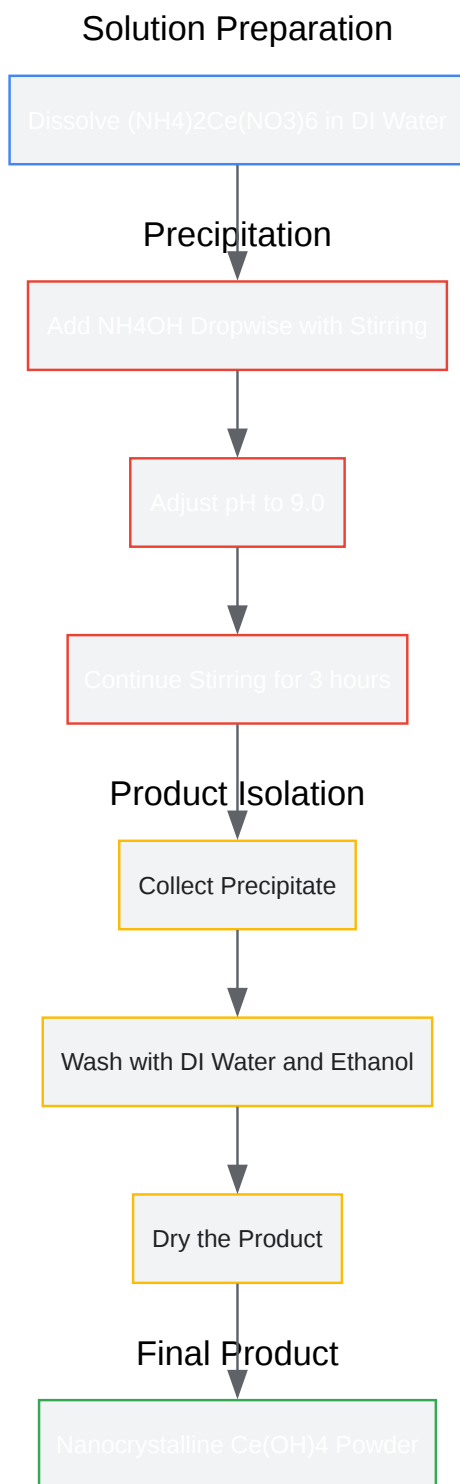 Solution Preparation
Dissolve (NH4)2Ce(NO3)6 in DI Water
Precipitation
Add NH4OH Dropwise with Stirring
Adjust pH to 9.0
Continue Stirring for 3 hours
Product Isolation
Collect Precipitate
Wash with DI Water and Ethanol
Dry the Product
Final Product
Nanocrystalline Ce(OH)4 Powder